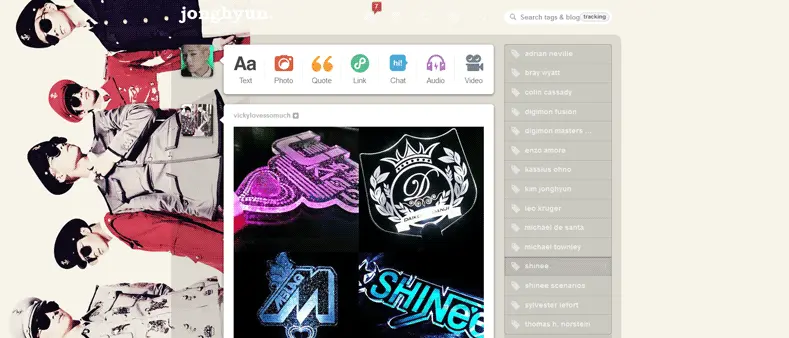 jonghyun.
7
Search tags & blog
tracking
Aa
hi!
Text
Photo
Quote
Link
Chat
Audio
Video
vickylovessomuch
adrian neville
bray wyatt
colin cassady
digimon fusion
digimon masters ...
enzo amore
kassius ohno
kim jonghyun
leo kruger
michael de santa
michael townley
shinee
shinee scenarios
sylvester lefort
thomas h. norstein
D
MBLAQ
M
SHINee